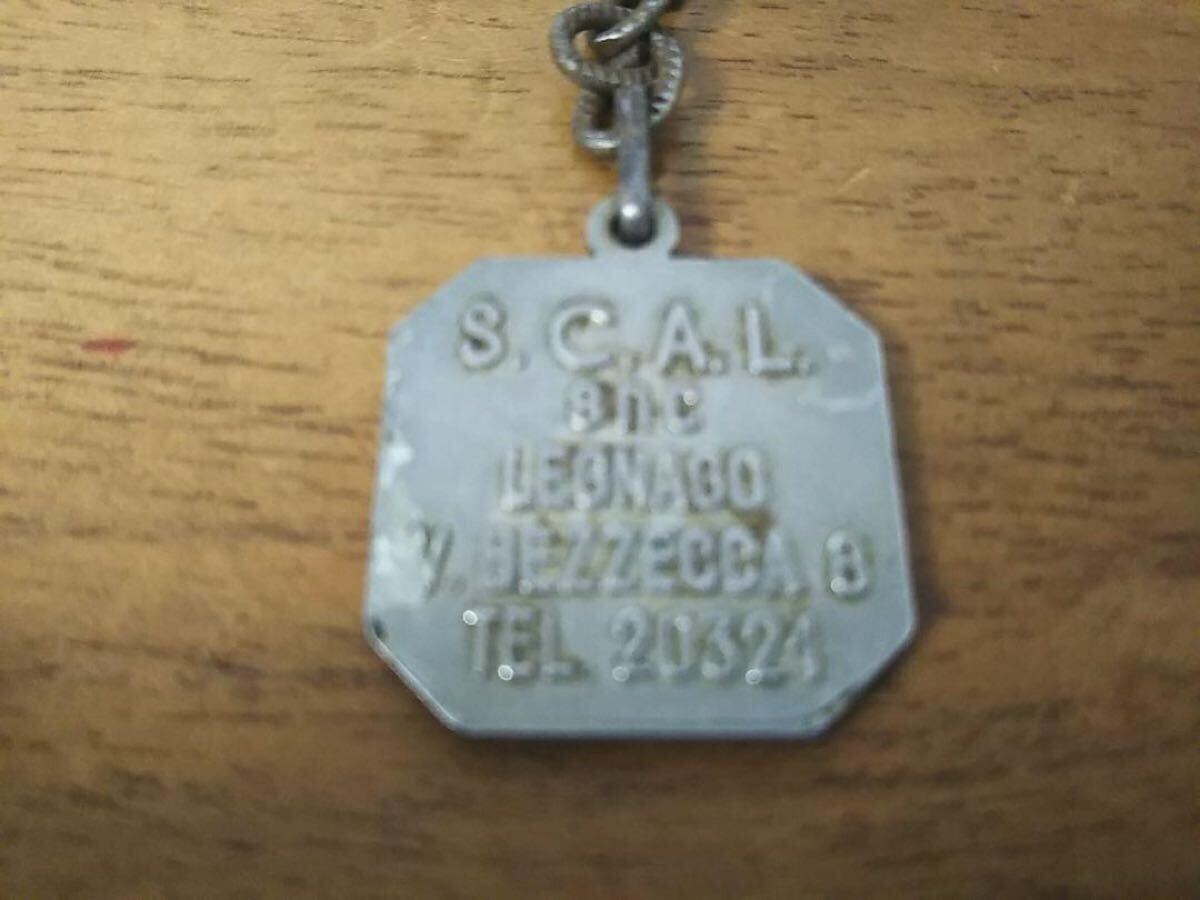 S.C.A.L.
snc
LEGNAGO
V. BEZZECCA 8
TEL. 20324